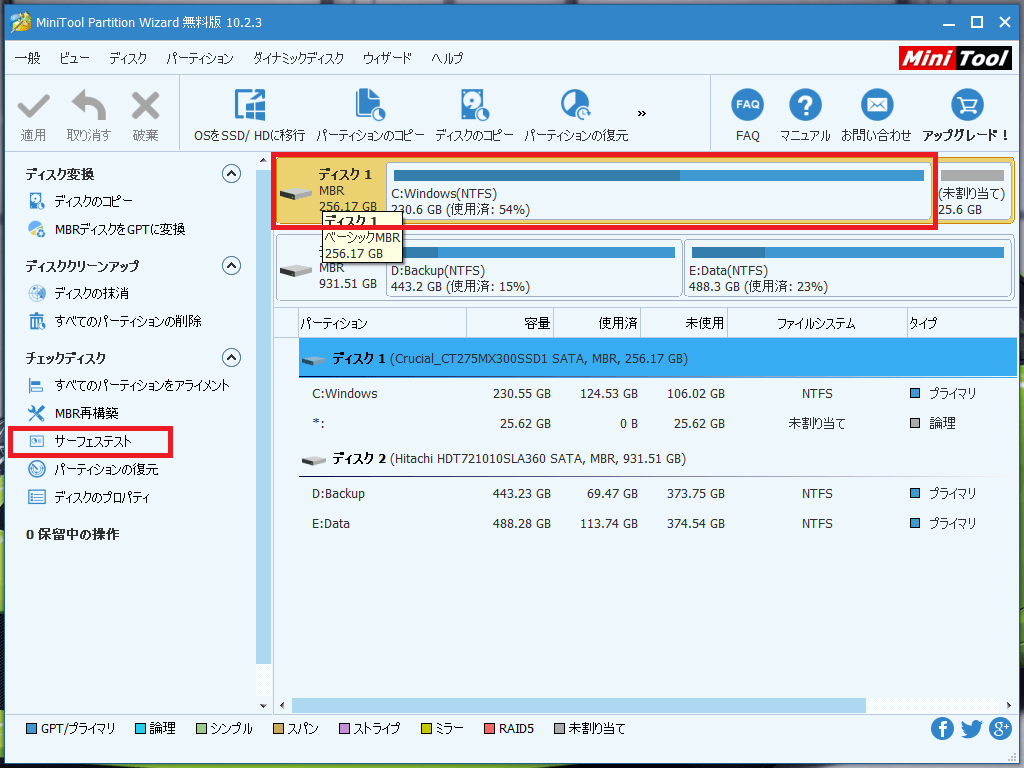 MiniTool Partition Wizard 無料版 10.2.3
一般 ビュー ディスク パーティション ダイナミックディスク ウィザード ヘルプ
Mini Tool
適用 取り消す 破棄 OSをSSD/ HDに移行 パーティションのコピー ディスクのコピー パーティションの復元 » FAQ マニュアル お問い合わせ アップグレード！
FAQ
ディスク変換
ディスクのコピー
MBRディスクをGPTに変換
ディスククリーンアップ
ディスクの抹消
すべてのパーティションの削除
チェックディスク
すべてのパーティションをアライメント
MBR再構築
サーフェステスト
パーティションの復元
ディスクのプロパティ
0 保留中の操作
ディスク 1
MBR
256.17 GB
C:Windows(NTFS)
230.6 GB (使用済: 54%)
(未割り当て)
25.6 GB
ディスク 1
ベーシックMBR
256.17 GB
MBR
931.51 GB
D:Backup(NTFS)
443.2 GB (使用済: 15%)
E:Data(NTFS)
488.3 GB (使用済: 23%)
パーティション 容量 使用済 未使用 ファイルシステム タイプ
ディスク 1 (Crucial_CT275MX300SSD1 SATA, MBR, 256.17 GB)
C:Windows 230.55 GB 124.53 GB 106.02 GB NTFS プライマリ
*: 25.62 GB 0 B 25.62 GB 未割り当て 論理
ディスク 2 (Hitachi HDT721010SLA360 SATA, MBR, 931.51 GB)
D:Backup 443.23 GB 69.47 GB 373.75 GB NTFS プライマリ
E:Data 488.28 GB 113.74 GB 374.54 GB NTFS プライマリ
GPT/プライマリ 論理 シンプル スパン ストライプ ミラー RAID5 未割り当て